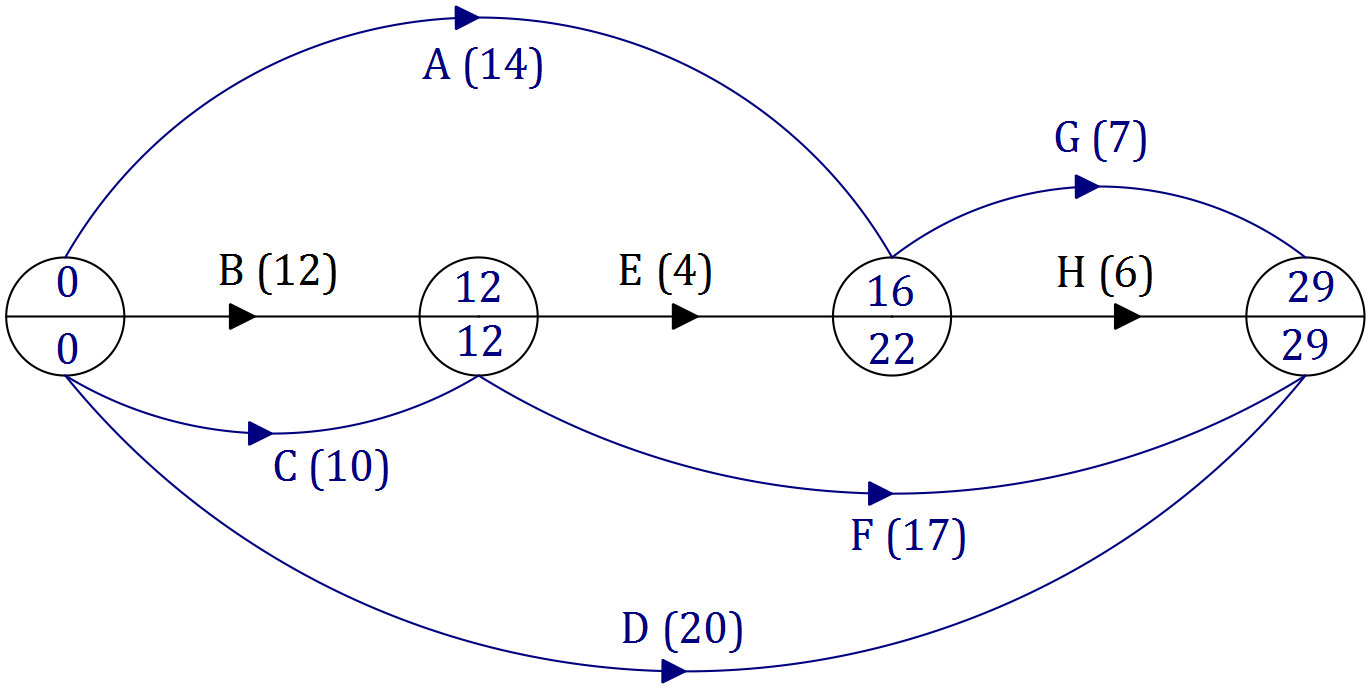 A (14)
G (7)
0
B (12)
12
E (4)
16
H (6)
29
0
12
22
29
C (10)
F (17)
D (20)